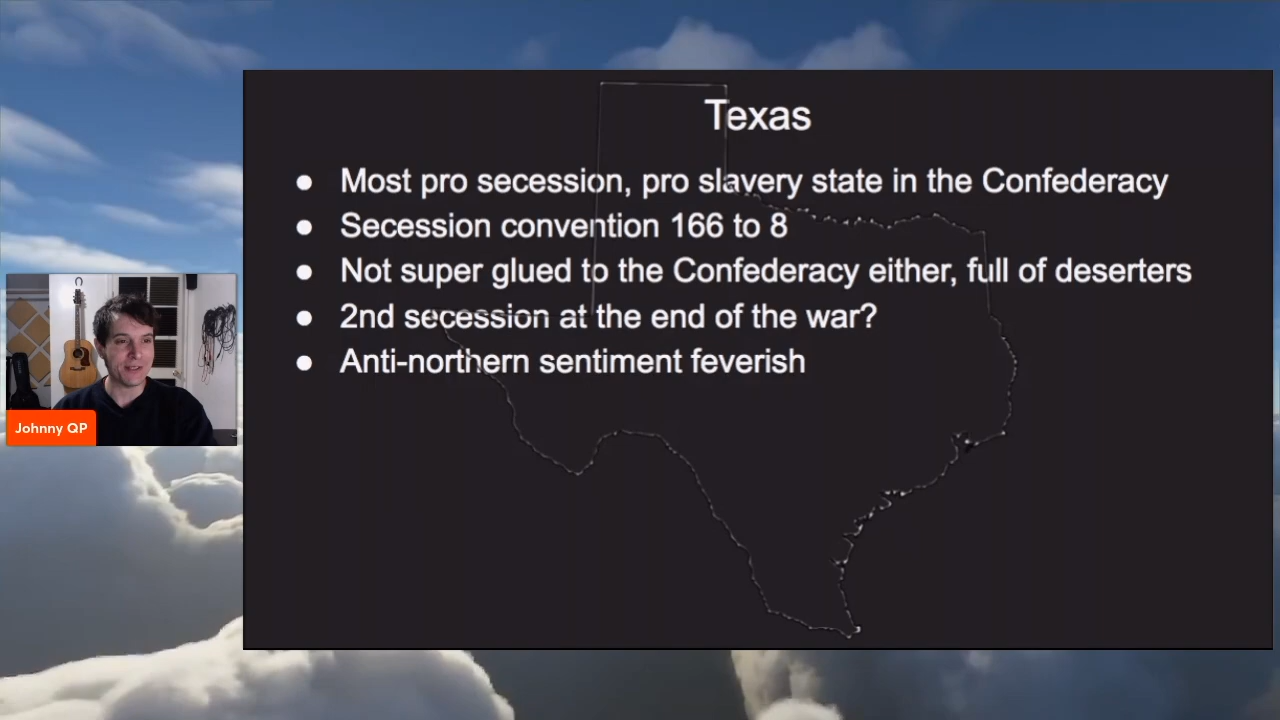 Texas
Most pro secession, pro slavery state in the Confederacy
Secession convention 166 to 8
Not super glued to the Confederacy either, full of deserters
2nd secession at the end of the war?
Anti-northern sentiment feverish
Johnny QP